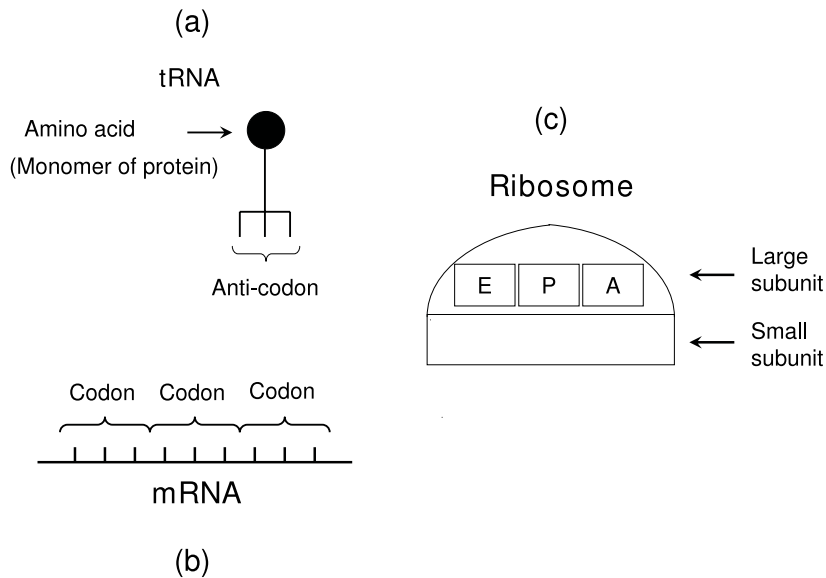 (a)
tRNA
Amino acid
(Monomer of protein)
Anti-codon
Codon Codon Codon
mRNA
(b)
(c)
Ribosome
E P A
Large
subunit
Small
subunit